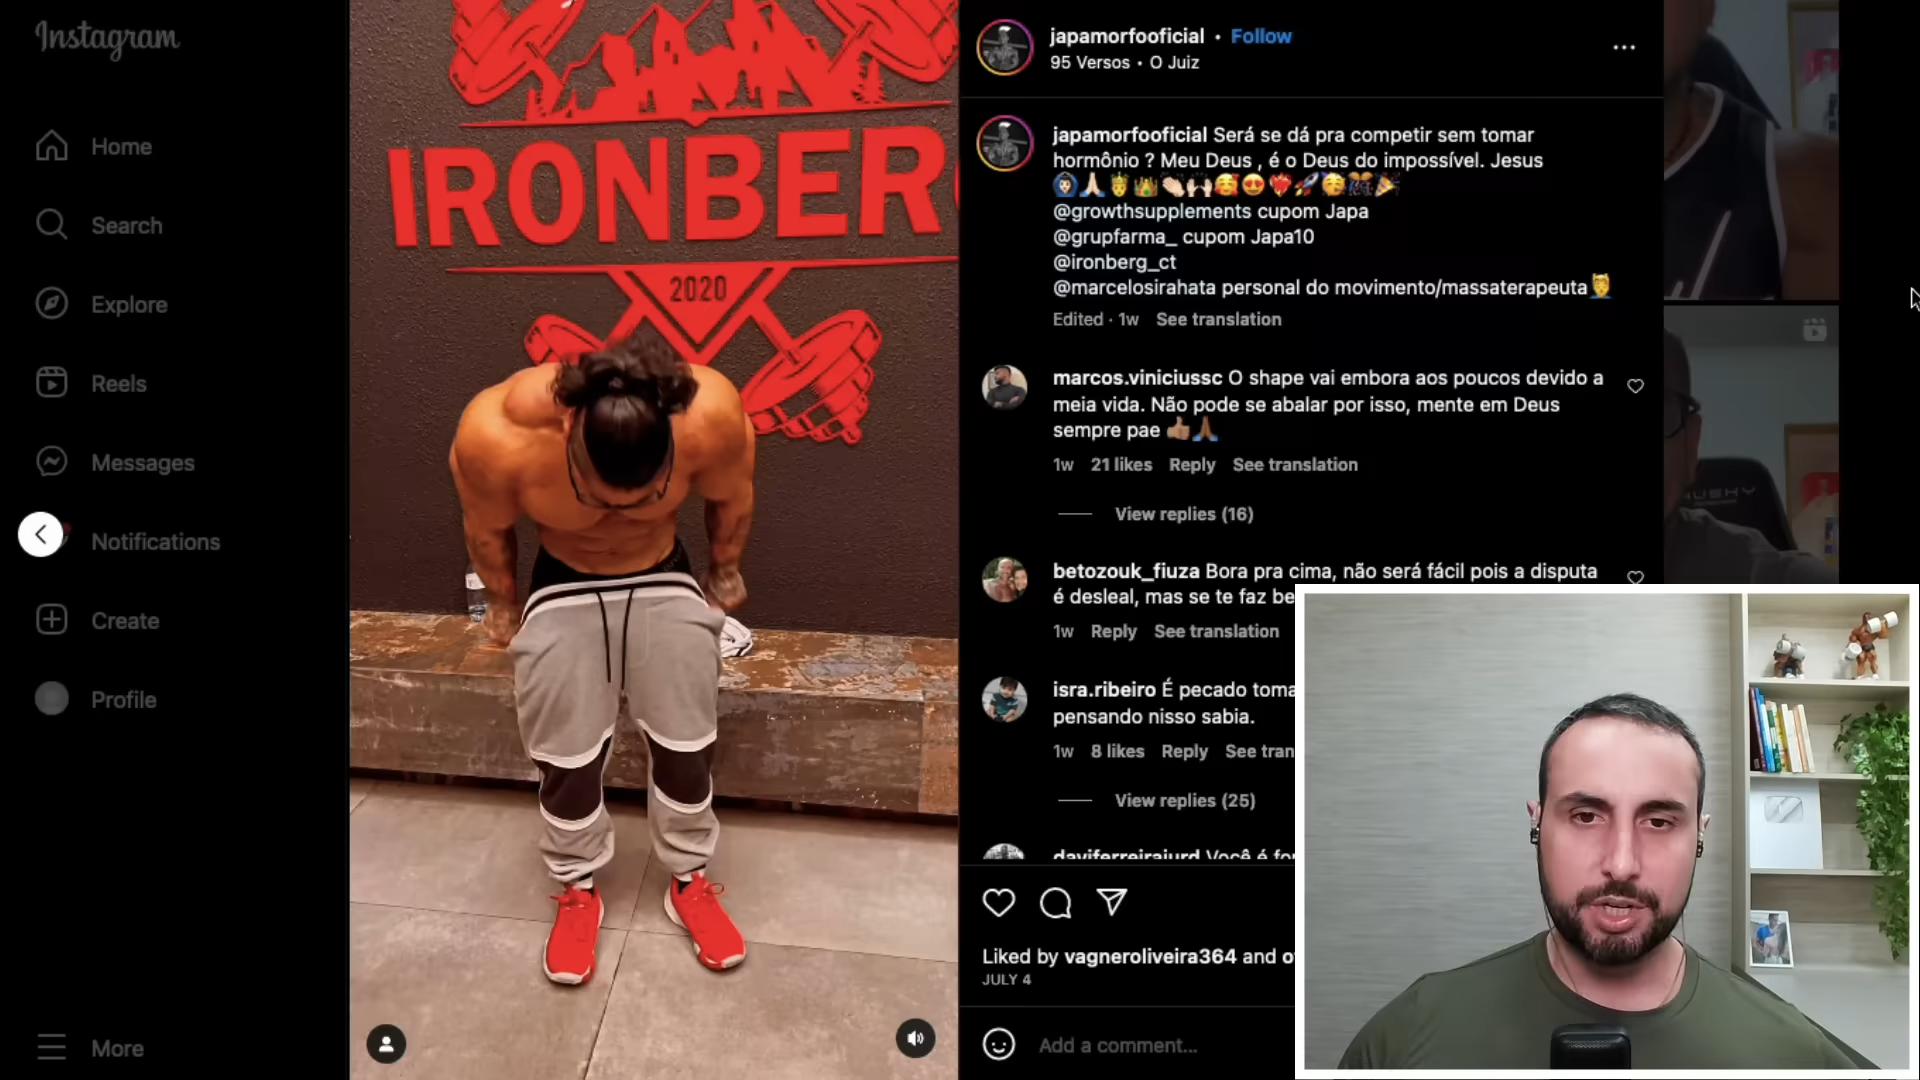 Instagram
Home
Search
Explore
Reels
Messages
Notifications
Create
Profile
More
IRONBER
2020
japamorfooficial • Follow
95 Versos • O Juiz
japamorfooficial Será se dá pra competir sem tomar
hormônio ? Meu Deus , é o Deus do impossível. Jesus
🙆🏻‍♂️🙏🏻🤴👑👏🏻🙌🏻🥰😍❤️‍🔥🚀🥳🎊🎉
@growthsupplements cupom Japa
@grupfarma_ cupom Japa10
@ironberg_ct
@marcelosirahata personal do movimento/massaterapeuta💆‍♂️
Edited · 1w See translation
marcos.viniciussc O shape vai embora aos poucos devido a
meia vida. Não pode se abalar por isso, mente em Deus
sempre pae 👍🏽🙏🏾
1w 21 likes Reply See translation
View replies (16)
betozouk_fiuza Bora pra cima, não será fácil pois a disputa
é desleal, mas se te faz be
1w Reply See translation
isra.ribeiro É pecado toma
pensando nisso sabia.
1w 8 likes Reply See tran
View replies (25)
daviferreirajurd Você é for
Liked by vagneroliveira364 and o
JULY 4
Add a comment...